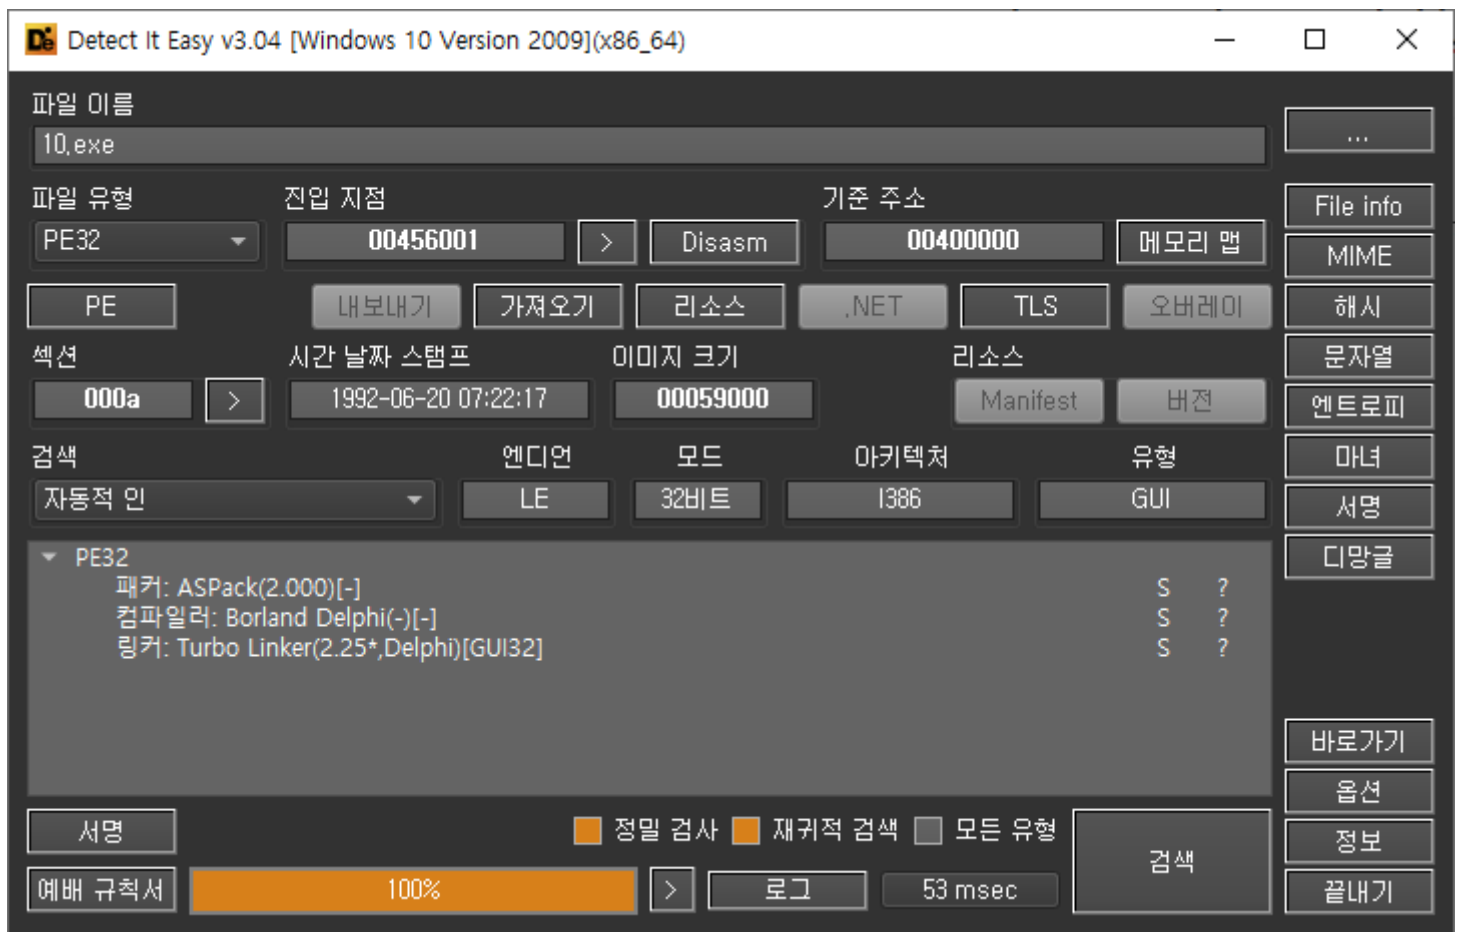 Detect It Easy v3.04 [Windows 10 Version 2009](x86_64)
파일 이름
10.exe
...
파일 유형 진입 지점 기준 주소
PE32 00456001 > Disasm 00400000 메모리 맵
File info
MIME
PE 내보내기 가져오기 리소스 .NET TLS 오버레이
해시
섹션 시간 날짜 스탬프 이미지 크기 리소스
문자열
000a > 1992-06-20 07:22:17 00059000 Manifest 버전
엔트로피
검색 엔디언 모드 아키텍처 유형
마녀
자동적 인 LE 32비트 I386 GUI
서명
디망글
PE32
패커: ASPack(2.000)[-] S ?
컴파일러: Borland Delphi(-)[-] S ?
링커: Turbo Linker(2.25*,Delphi)[GUI32] S ?
바로가기
옵션
서명 정밀 검사 재귀적 검색 모든 유형
정보
검색
예배 규칙서 100% > 로그 53 msec
끝내기